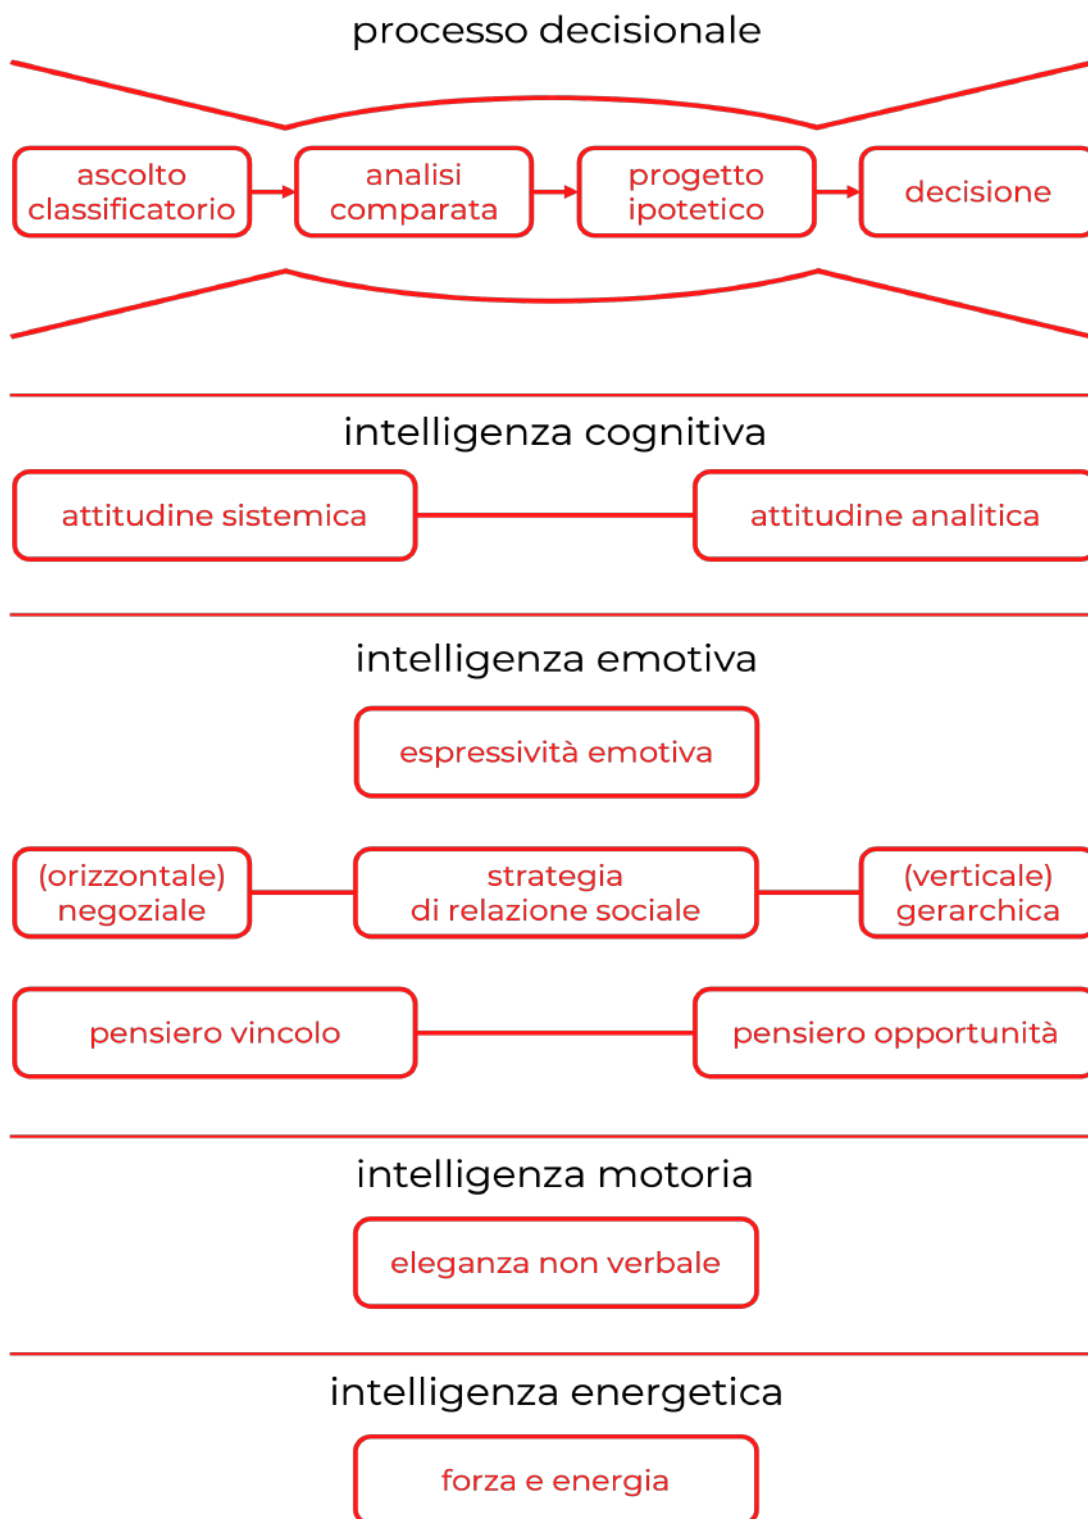 processo decisionale
ascolto
classificatorio
analisi
comparata
progetto
ipotetico
decisione
intelligenza cognitiva
attitudine sistemica
attitudine analitica
intelligenza emotiva
espressività emotiva
(orizzontale)
negoziale
strategia
di relazione sociale
(verticale)
gerarchica
pensiero vincolo
pensiero opportunità
intelligenza motoria
eleganza non verbale
intelligenza energetica
forza e energia